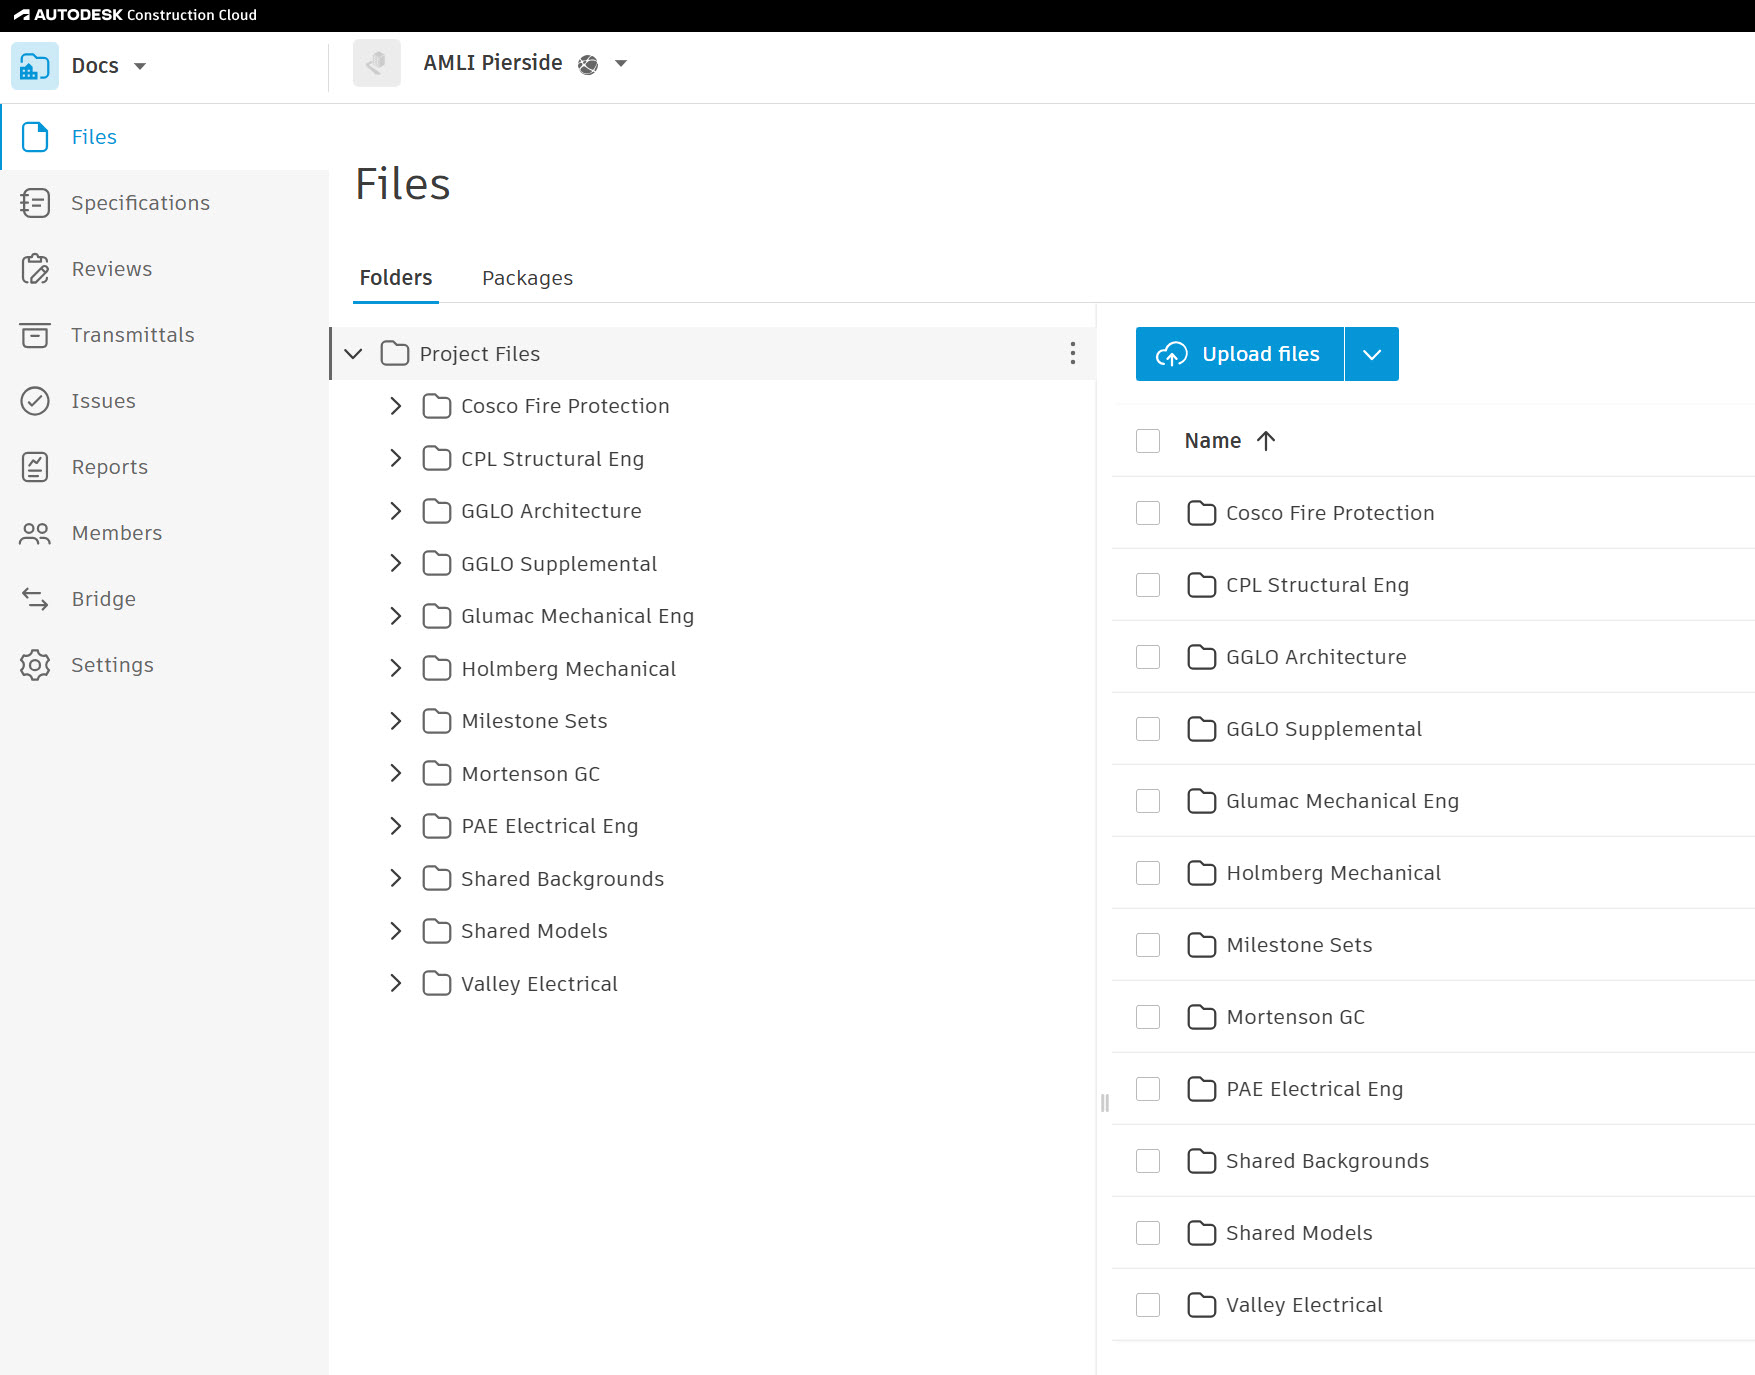 AUTODESK Construction Cloud
Docs
AMLI Pierside
Files
Specifications
Reviews
Transmittals
Issues
Reports
Members
Bridge
Settings
Files
Folders
Packages
Project Files
Cosco Fire Protection
CPL Structural Eng
GGLO Architecture
GGLO Supplemental
Glumac Mechanical Eng
Holmberg Mechanical
Milestone Sets
Mortenson GC
PAE Electrical Eng
Shared Backgrounds
Shared Models
Valley Electrical
Upload files
Name
Cosco Fire Protection
CPL Structural Eng
GGLO Architecture
GGLO Supplemental
Glumac Mechanical Eng
Holmberg Mechanical
Milestone Sets
Mortenson GC
PAE Electrical Eng
Shared Backgrounds
Shared Models
Valley Electrical